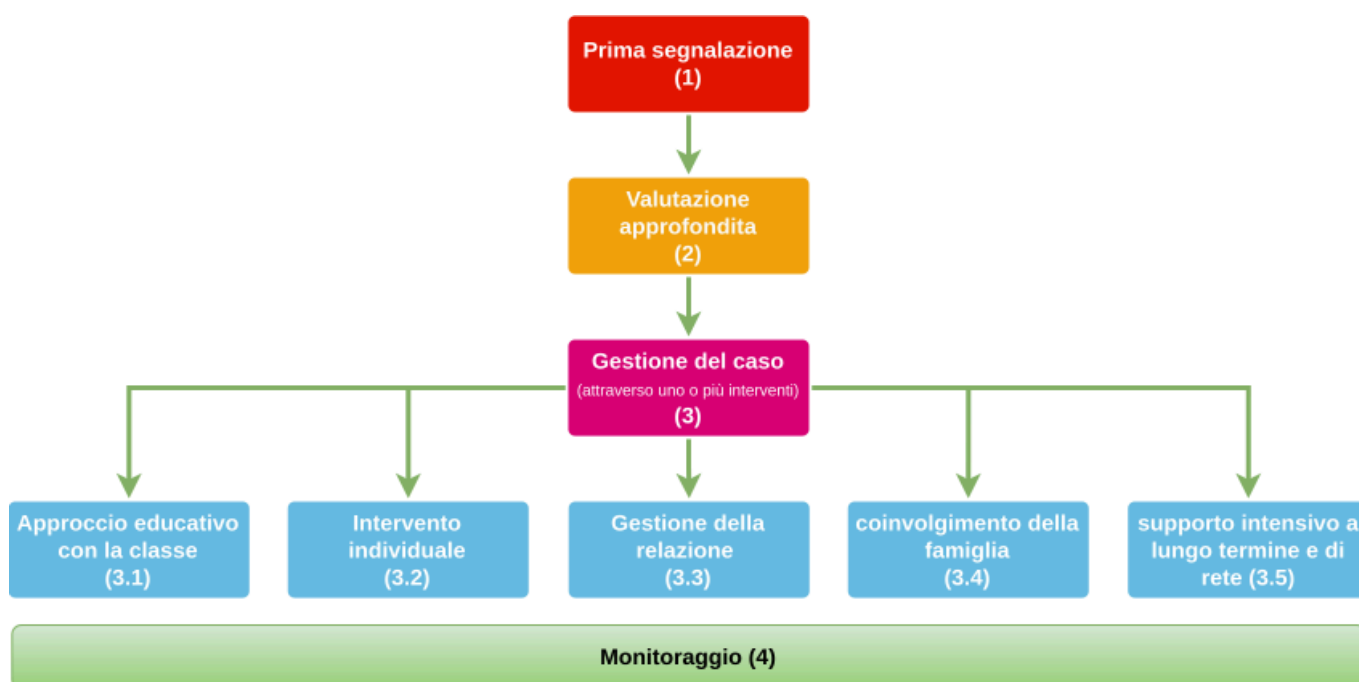 Prima segnalazione
(1)
Valutazione
approfondita
(2)
Gestione del caso
(attraverso uno o più interventi)
(3)
Approccio educativo
con la classe
(3.1)
Intervento
individuale
(3.2)
Gestione della
relazione
(3.3)
coinvolgimento della
famiglia
(3.4)
supporto intensivo a
lungo termine e di
rete (3.5)
Monitoraggio (4)